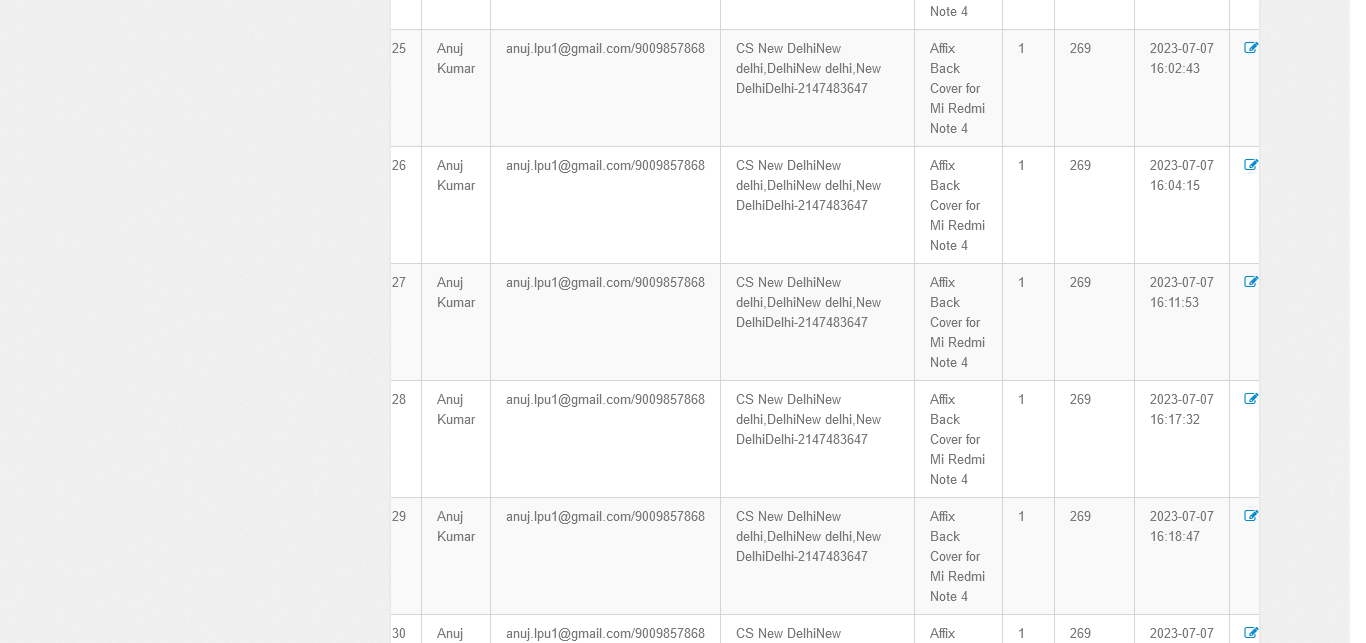 Note 4
25 Anuj anuj.lpu1@gmail.com/9009857868 CS New DelhiNew Affix 1 269 2023-07-07
Kumar delhi,DelhiNew delhi,New Back 16:02:43
DelhiDelhi-2147483647 Cover for
Mi Redmi
Note 4
26 Anuj anuj.lpu1@gmail.com/9009857868 CS New DelhiNew Affix 1 269 2023-07-07
Kumar delhi,DelhiNew delhi,New Back 16:04:15
DelhiDelhi-2147483647 Cover for
Mi Redmi
Note 4
27 Anuj anuj.lpu1@gmail.com/9009857868 CS New DelhiNew Affix 1 269 2023-07-07
Kumar delhi,DelhiNew delhi,New Back 16:11:53
DelhiDelhi-2147483647 Cover for
Mi Redmi
Note 4
28 Anuj anuj.lpu1@gmail.com/9009857868 CS New DelhiNew Affix 1 269 2023-07-07
Kumar delhi,DelhiNew delhi,New Back 16:17:32
DelhiDelhi-2147483647 Cover for
Mi Redmi
Note 4
29 Anuj anuj.lpu1@gmail.com/9009857868 CS New DelhiNew Affix 1 269 2023-07-07
Kumar delhi,DelhiNew delhi,New Back 16:18:47
DelhiDelhi-2147483647 Cover for
Mi Redmi
Note 4
30 Anuj anuj.lpu1@gmail.com/9009857868 CS New DelhiNew Affix 1 269 2023-07-07